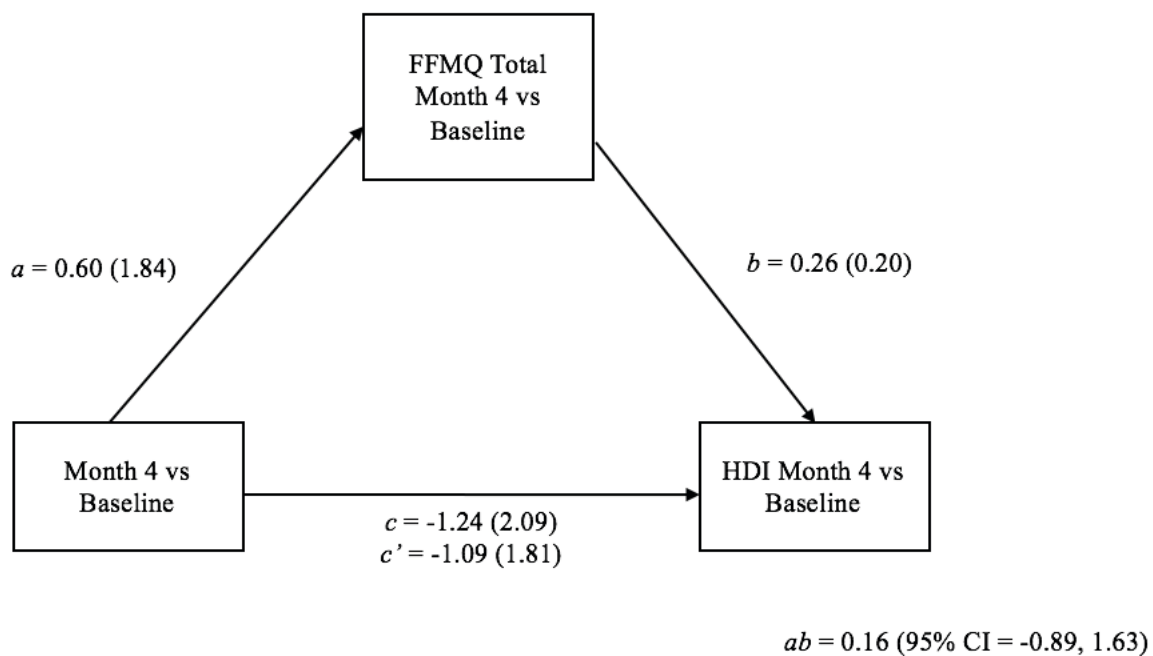 FFMQ Total
Month 4 vs
Baseline
a = 0.60 (1.84)
b = 0.26 (0.20)
Month 4 vs
Baseline
c = -1.24 (2.09)
c’ = -1.09 (1.81)
HDI Month 4 vs
Baseline
ab = 0.16 (95% CI = -0.89, 1.63)